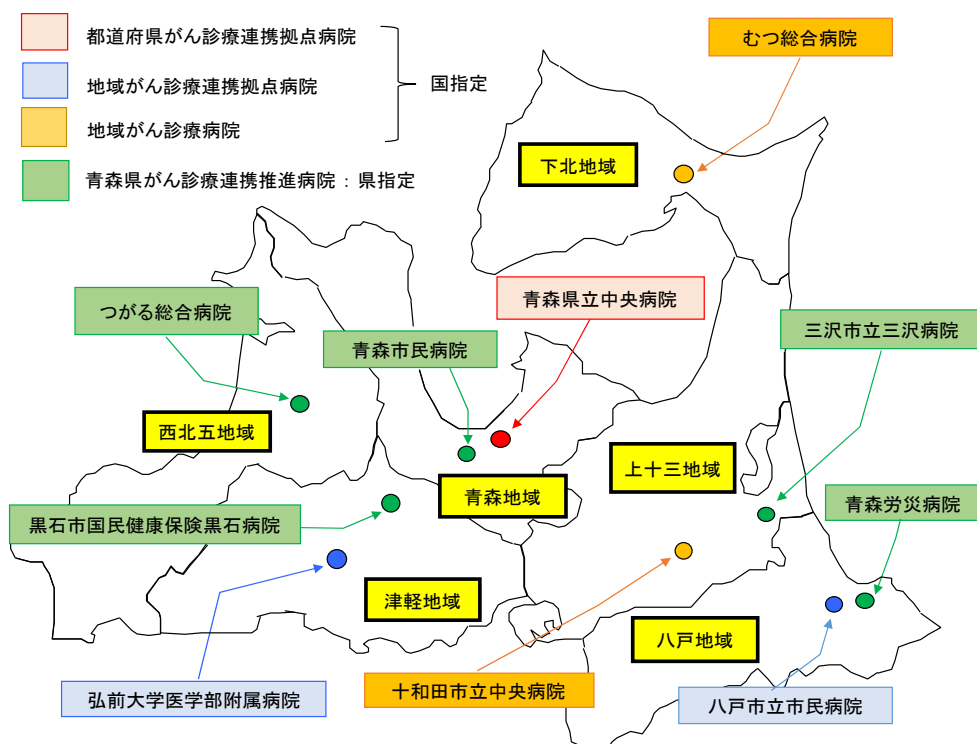 都道府県がん診療連携拠点病院
地域がん診療連携拠点病院
国指定
地域がん診療病院
青森県がん診療連携推進病院：県指定
むつ総合病院
下北地域
青森県立中央病院
つがる総合病院
青森市民病院
三沢市立三沢病院
西北五地域
上十三地域
青森地域
青森労災病院
黒石市国民健康保険黒石病院
津軽地域
八戸地域
弘前大学医学部附属病院
十和田市立中央病院
八戸市立市民病院